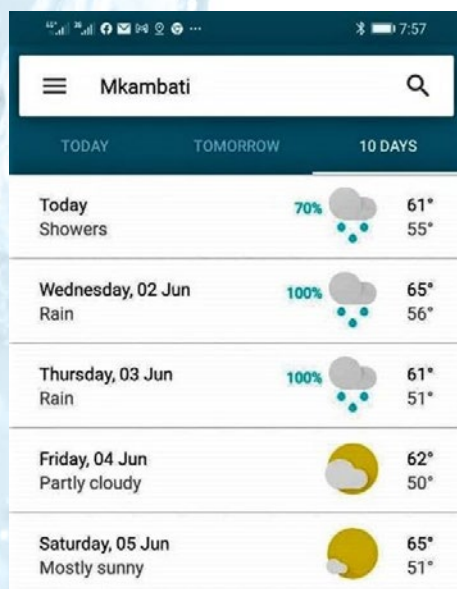 7:57
Mkambati
TODAY TOMORROW 10 DAYS
Today 70% 61°
Showers 55°
Wednesday, 02 Jun 100% 65°
Rain 56°
Thursday, 03 Jun 100% 61°
Rain 51°
Friday, 04 Jun 62°
Partly cloudy 50°
Saturday, 05 Jun 65°
Mostly sunny 51°